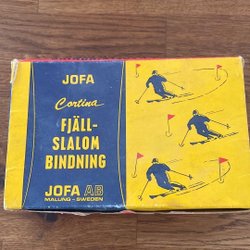 JOFA
Cortina
FJÄLL-
SLALOM
BINDNING
JOFA AB
MALUNG - SWEDEN